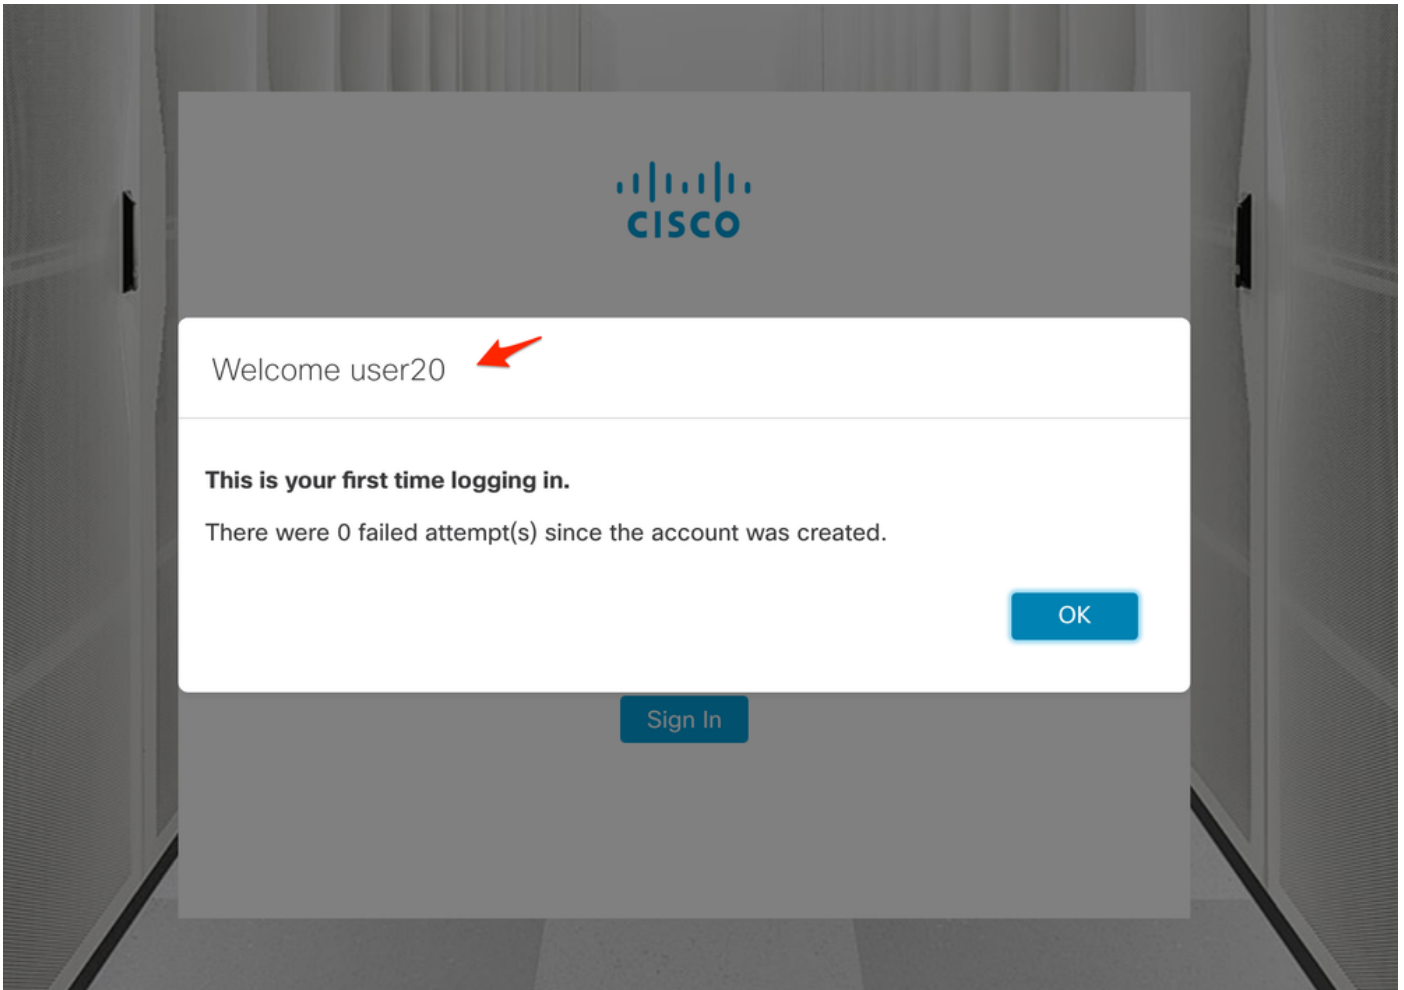 CISCO
Welcome user20
This is your first time logging in.
There were 0 failed attempt(s) since the account was created.
OK
Sign In